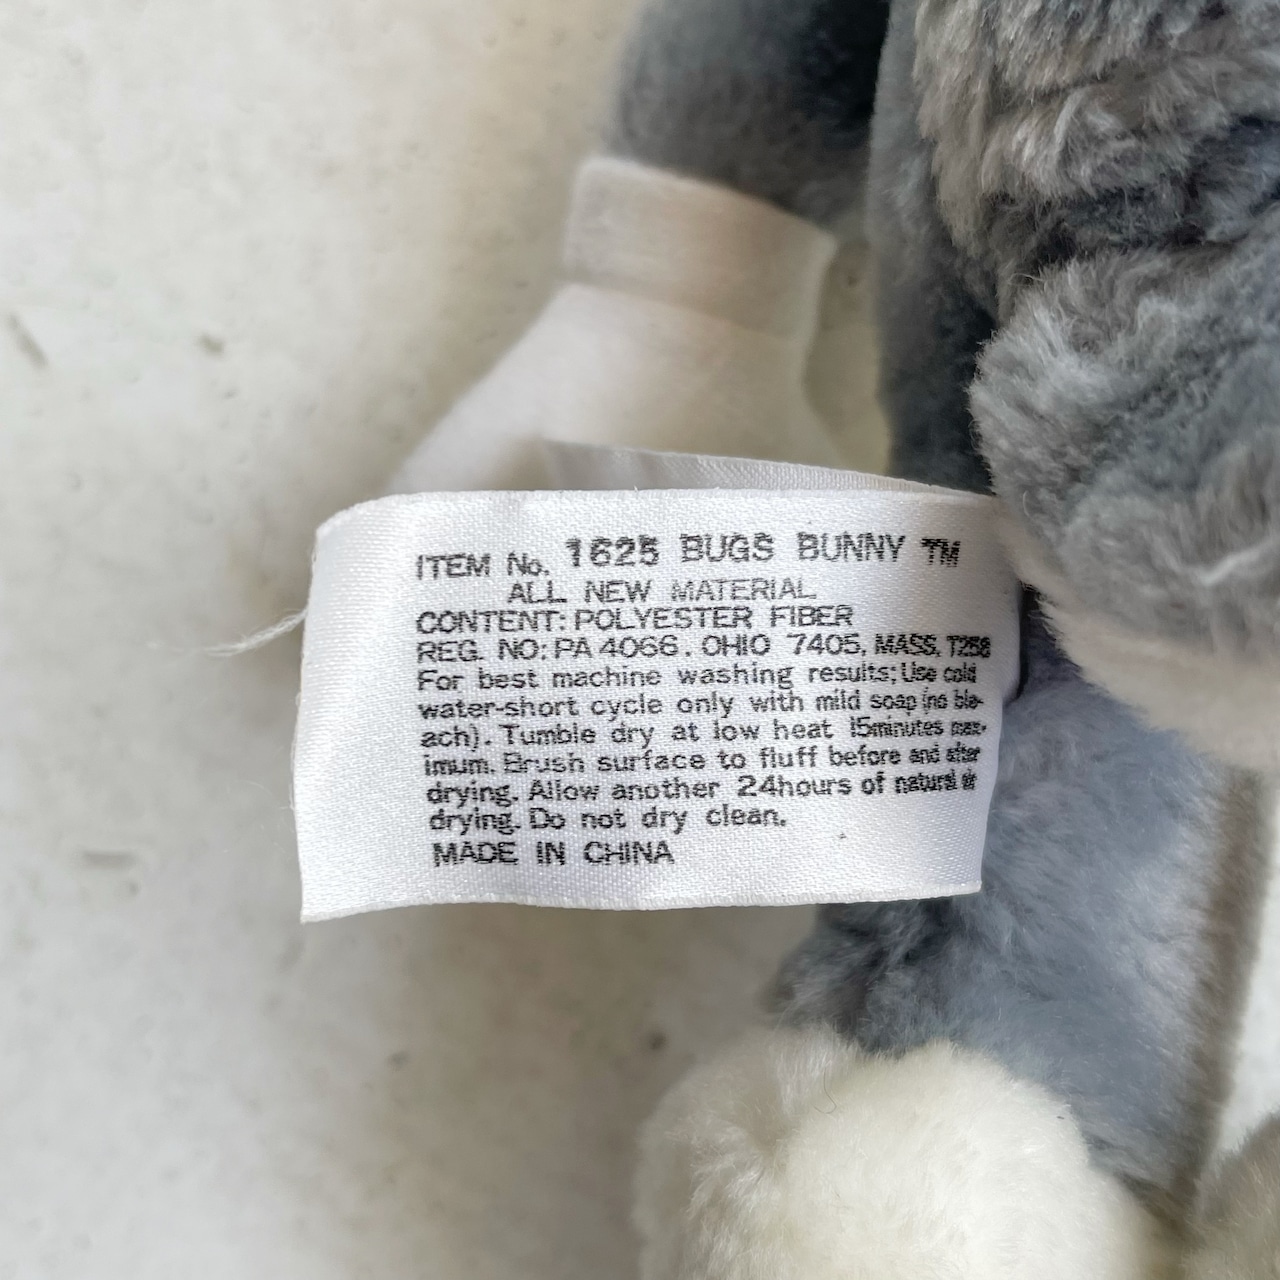 ITEM No. 1625 BUGS BUNNY TM
ALL NEW MATERIAL
CONTENT: POLYESTER FIBER
REG. NO: PA 4066. OHIO 7405, MASS. T258
For best machine washing results; Use cold
water-short cycle only with mild soap (no ble-
ach). Tumble dry at low heat 15minutes max-
imum. Brush surface to fluff before and after
drying. Allow another 24hours of natural air
drying. Do not dry clean.
MADE IN CHINA